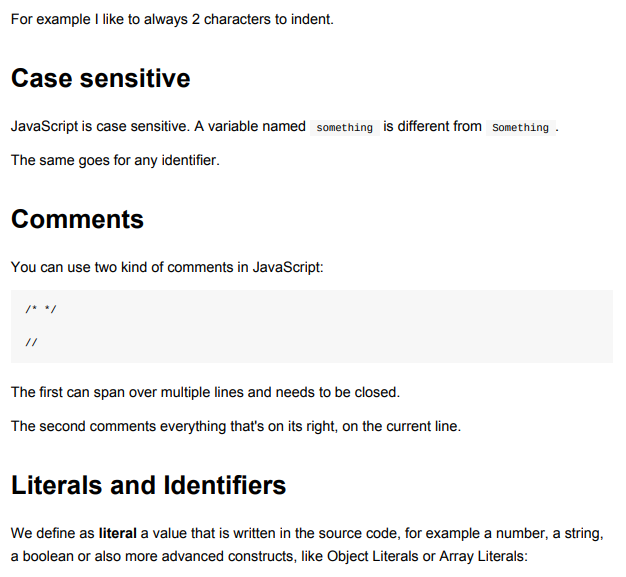 For example I like to always 2 characters to indent.
Case sensitive
JavaScript is case sensitive. A variable named something is different from Something .
The same goes for any identifier.
Comments
You can use two kind of comments in JavaScript:
/* */
//
The first can span over multiple lines and needs to be closed.
The second comments everything that's on its right, on the current line.
Literals and Identifiers
We define as literal a value that is written in the source code, for example a number, a string,
a boolean or also more advanced constructs, like Object Literals or Array Literals: